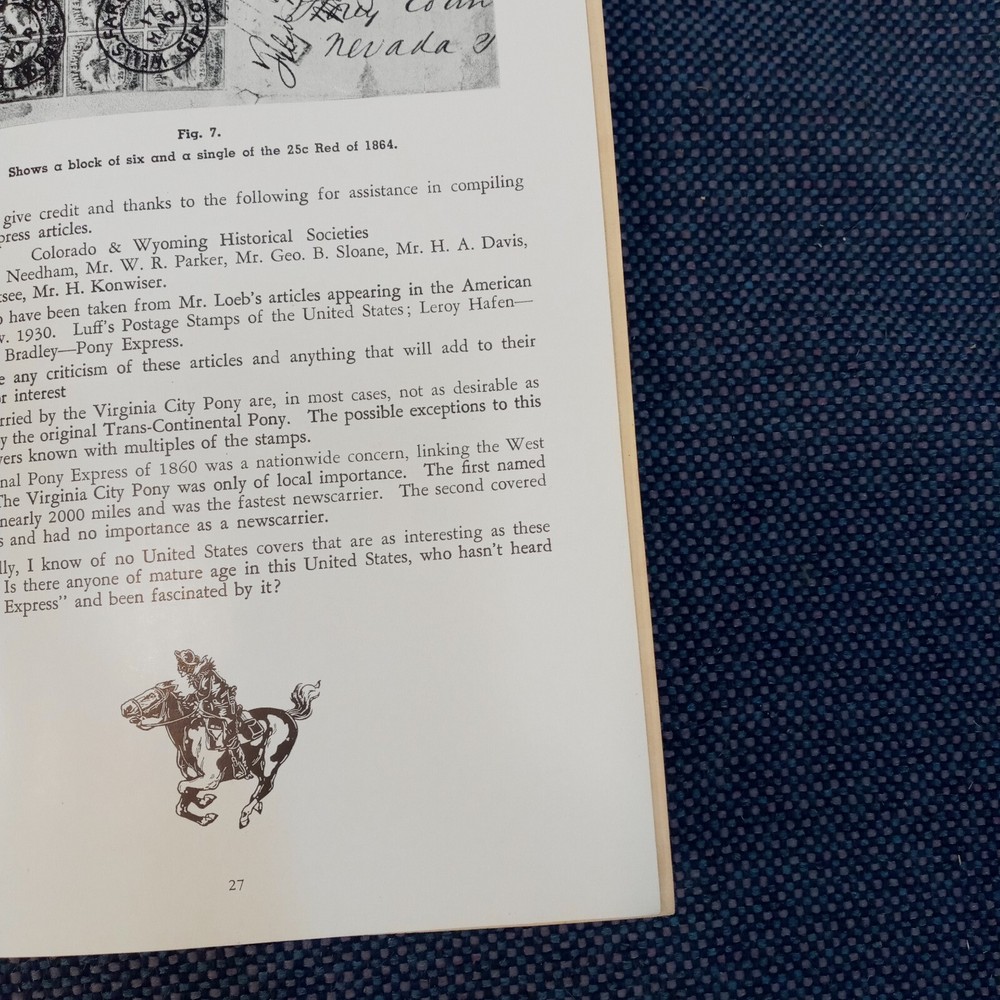 WELLS FARGO
17
MAR
Nevada
Fig. 7.
Shows a block of six and a single of the 25c Red of 1864.
give credit and thanks to the following for assistance in compiling
press articles.
Colorado & Wyoming Historical Societies
Needham, Mr. W. R. Parker, Mr. Geo. B. Sloane, Mr. H. A. Davis,
see, Mr. H. Konwiser.
o have been taken from Mr. Loeb's articles appearing in the American
v. 1930. Luff's Postage Stamps of the United States; Leroy Hafen—
Bradley—Pony Express.
e any criticism of these articles and anything that will add to their
r interest
rried by the Virginia City Pony are, in most cases, not as desirable as
y the original Trans-Continental Pony. The possible exceptions to this
vers known with multiples of the stamps.
nal Pony Express of 1860 was a nationwide concern, linking the West
The Virginia City Pony was only of local importance. The first named
nearly 2000 miles and was the fastest newscarrier. The second covered
s and had no importance as a newscarrier.
lly, I know of no United States covers that are as interesting as these
Is there anyone of mature age in this United States, who hasn't heard
Express" and been fascinated by it?
27